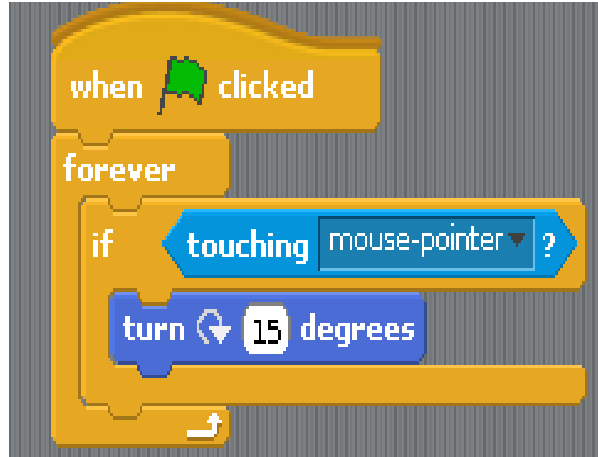 when clicked
forever
if touching mouse-pointer ?
turn 15 degrees